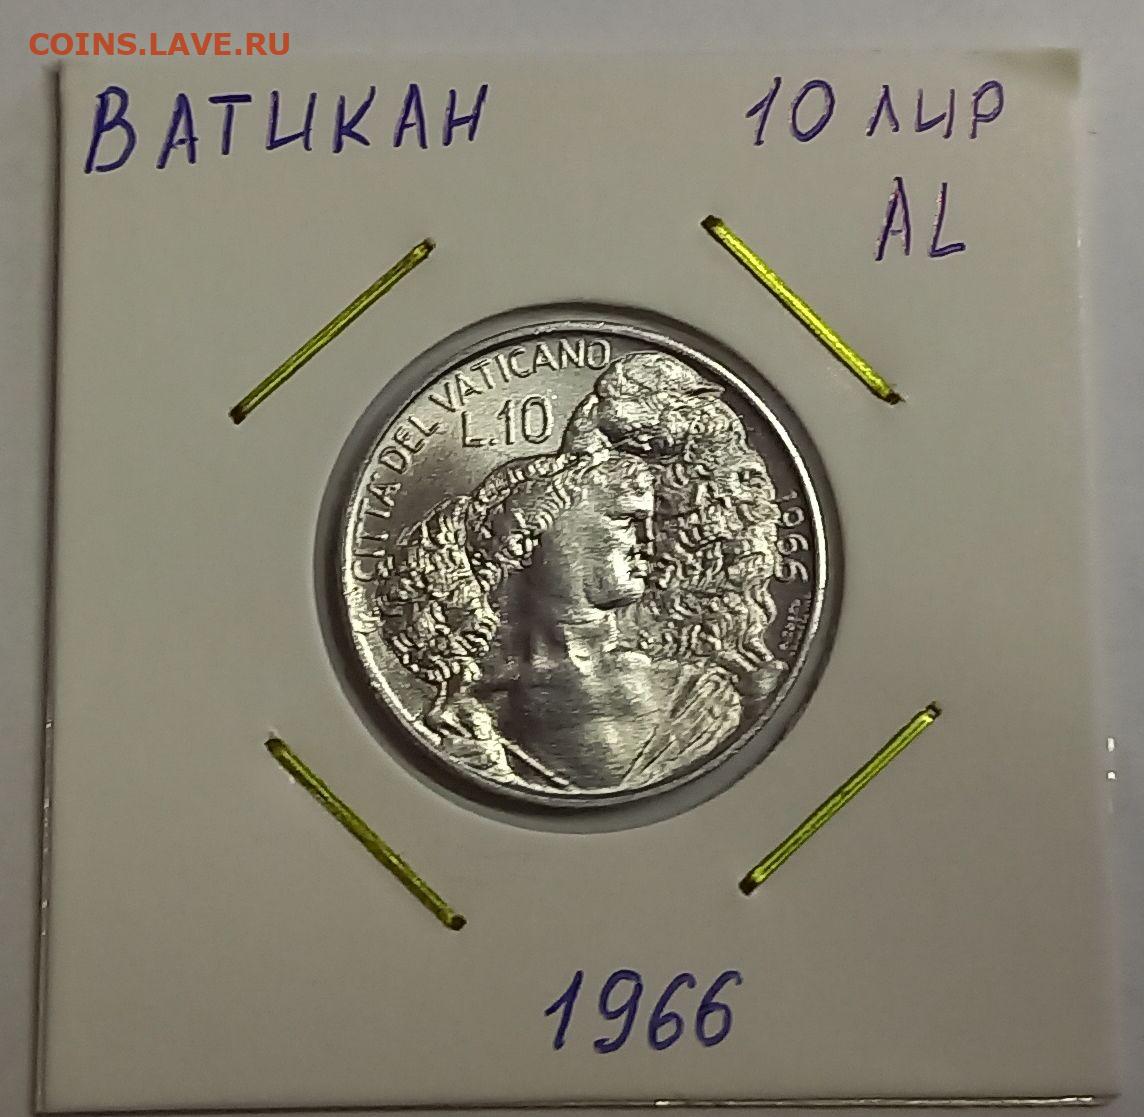 COINS.LAVE.RU
ВАТИКАН
10 ЛИР
AL
CITTA DEL VATICANO
L.10
1966
1966